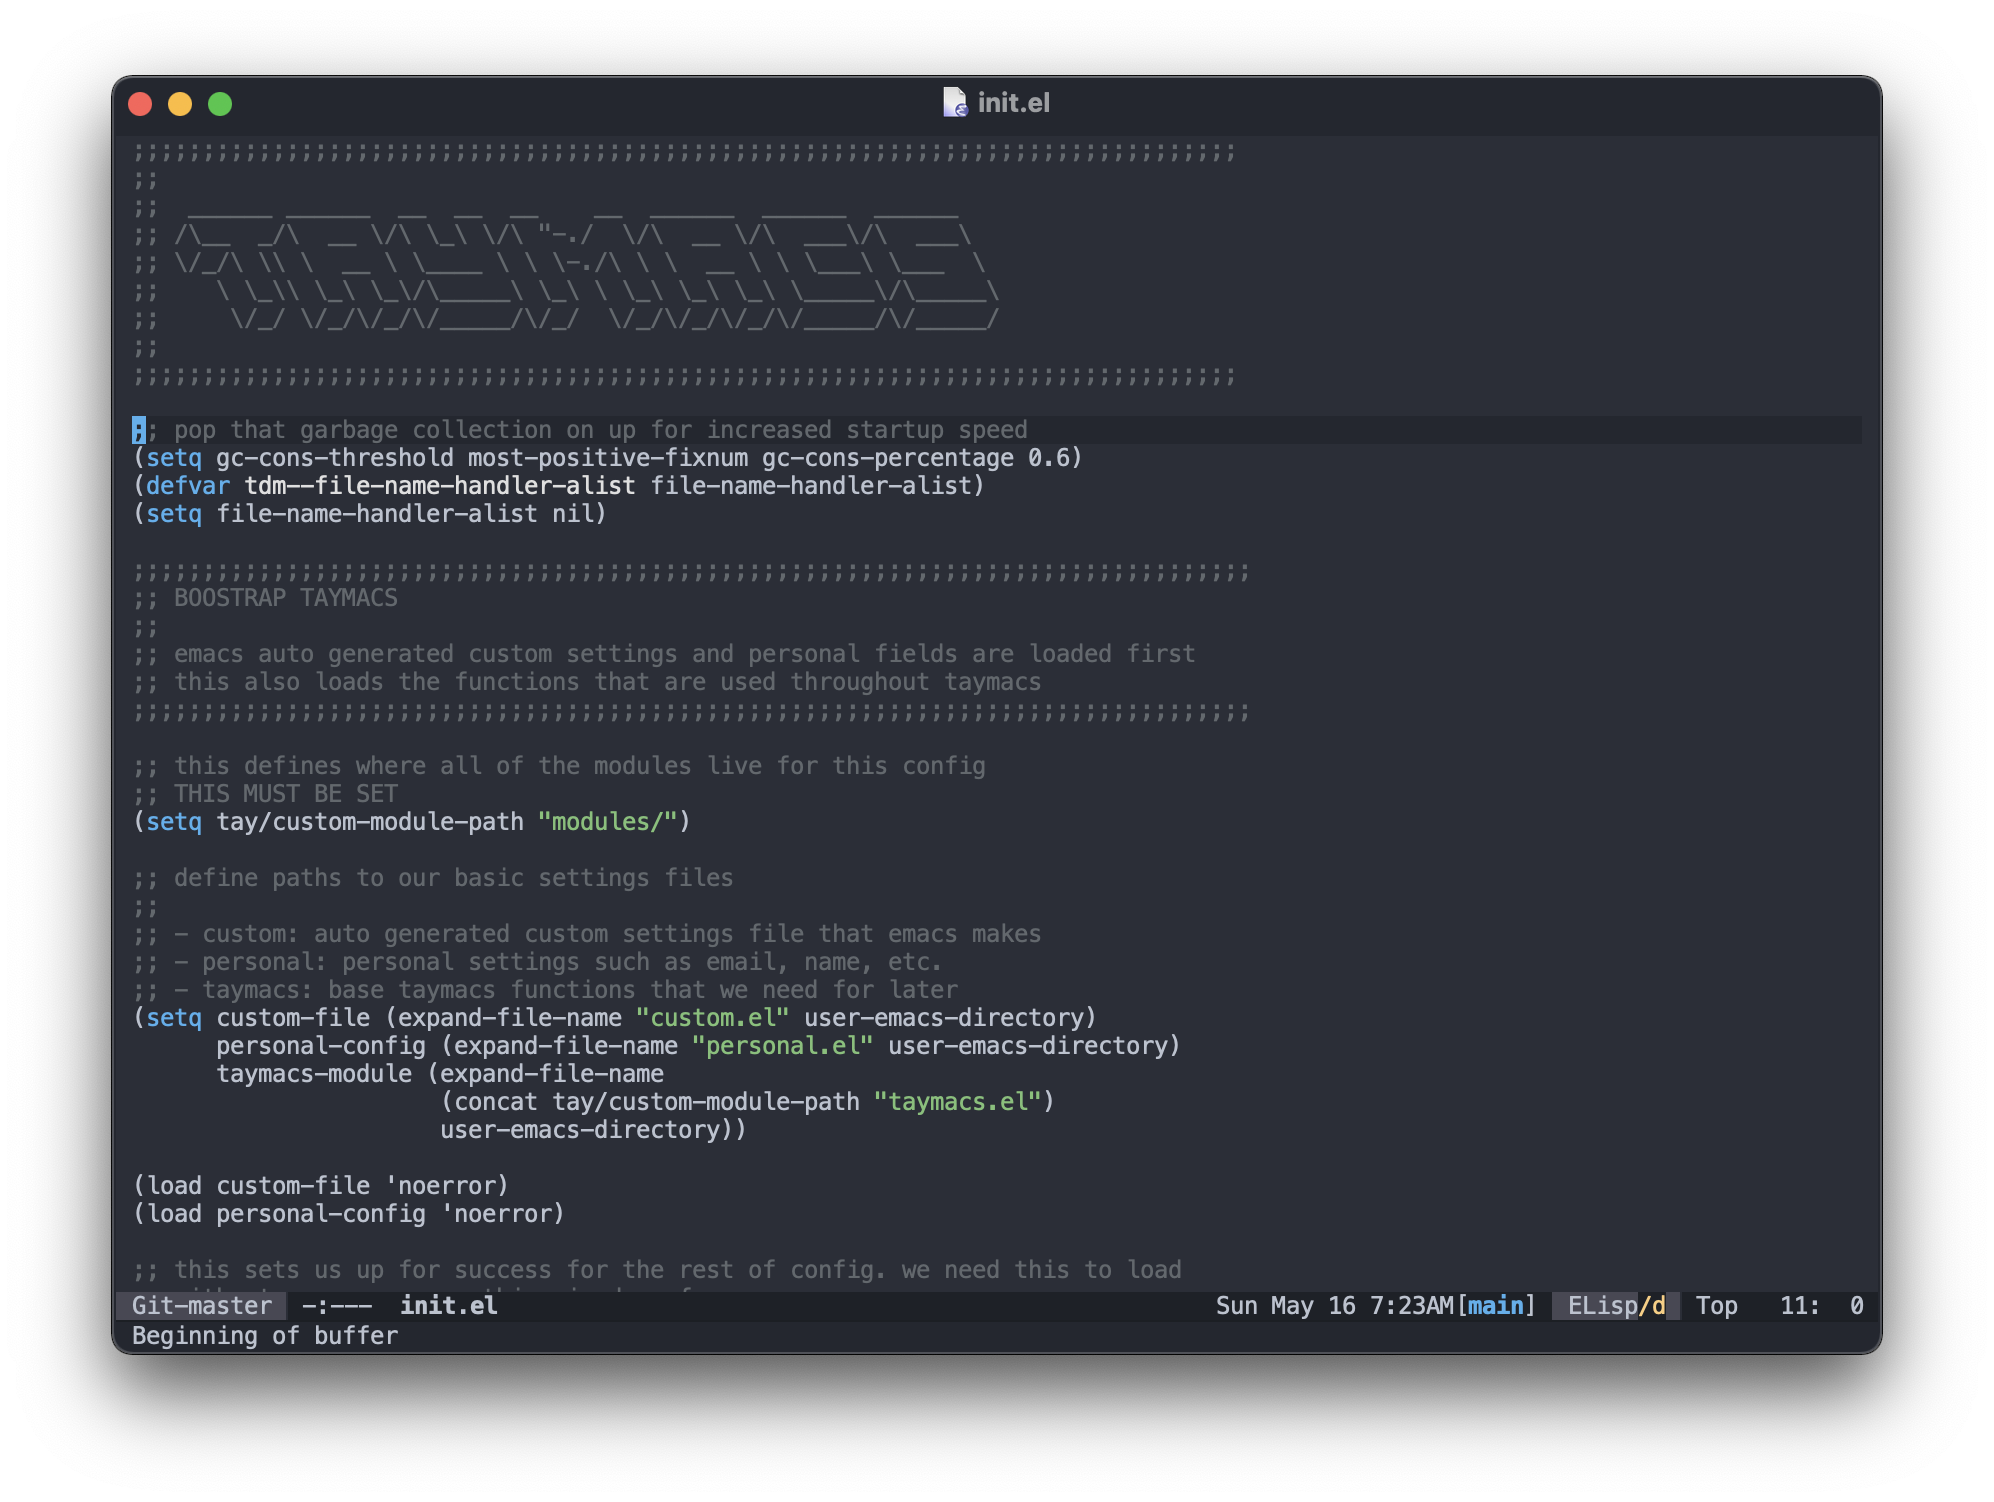 init.el
;;;;;;;;;;;;;;;;;;;;;;;;;;;;;;;;;;;;;;;;;;;;;;;;;;;;;;;;;;;;;;;;;;;;;;;;;;;;;;;
;;
;;  ______ ______  __  __  __    __  ______  ______  ______
;; /\__  _/\  __ \/\ \_\ \/\ "-./  \/\  __ \/\  ___\/\  ___\
;; \/_/\ \\ \  __ \ \____ \ \ \-./\ \ \  __ \ \ \___\ \___  \
;;    \ \_\\ \_\ \_\/\_____\ \_\ \ \_\ \_\ \_\ \_____\/\_____\
;;     \/_/ \/_/\/_/\/_____/\/_/  \/_/\/_/\/_/\/_____/\/_____/
;;
;;;;;;;;;;;;;;;;;;;;;;;;;;;;;;;;;;;;;;;;;;;;;;;;;;;;;;;;;;;;;;;;;;;;;;;;;;;;;;;
;; pop that garbage collection on up for increased startup speed
(setq gc-cons-threshold most-positive-fixnum gc-cons-percentage 0.6)
(defvar tdm--file-name-handler-alist file-name-handler-alist)
(setq file-name-handler-alist nil)
;;;;;;;;;;;;;;;;;;;;;;;;;;;;;;;;;;;;;;;;;;;;;;;;;;;;;;;;;;;;;;;;;;;;;;;;;;;;;;;;
;; BOOSTRAP TAYMACS
;;
;; emacs auto generated custom settings and personal fields are loaded first
;; this also loads the functions that are used throughout taymacs
;;;;;;;;;;;;;;;;;;;;;;;;;;;;;;;;;;;;;;;;;;;;;;;;;;;;;;;;;;;;;;;;;;;;;;;;;;;;;;;;
;; this defines where all of the modules live for this config
;; THIS MUST BE SET
(setq tay/custom-module-path "modules/")
;; define paths to our basic settings files
;;
;; - custom: auto generated custom settings file that emacs makes
;; - personal: personal settings such as email, name, etc.
;; - taymacs: base taymacs functions that we need for later
(setq custom-file (expand-file-name "custom.el" user-emacs-directory)
      personal-config (expand-file-name "personal.el" user-emacs-directory)
      taymacs-module (expand-file-name
                      (concat tay/custom-module-path "taymacs.el")
                      user-emacs-directory))
(load custom-file 'noerror)
(load personal-config 'noerror)
;; this sets us up for success for the rest of config. we need this to load
Git-master -:--- init.el Sun May 16 7:23AM[main] ELisp/d Top 11: 0
Beginning of buffer